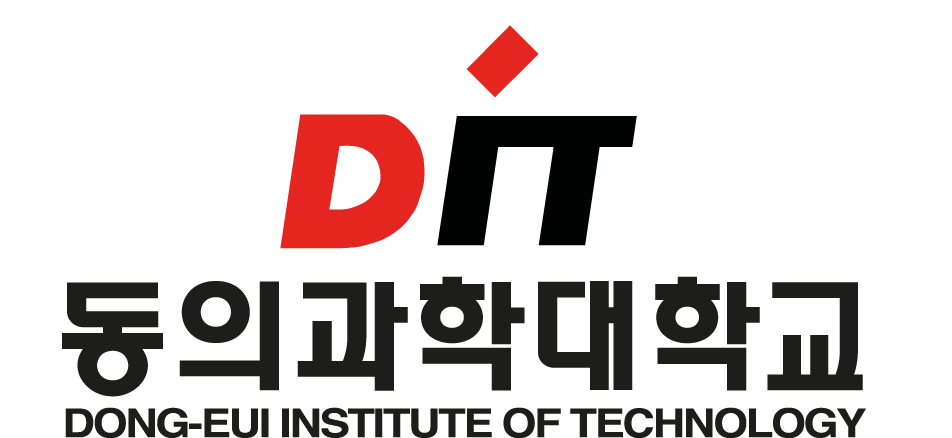 DIT
동의과학대학교
DONG-EUI INSTITUTE OF TECHNOLOGY